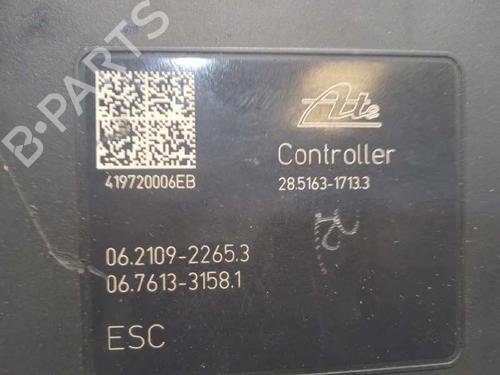 Ate
Controller
419720006EB
28.5163-1713.3
06.2109-2265.3
06.7613-3158.1
ESC
B-PARTS